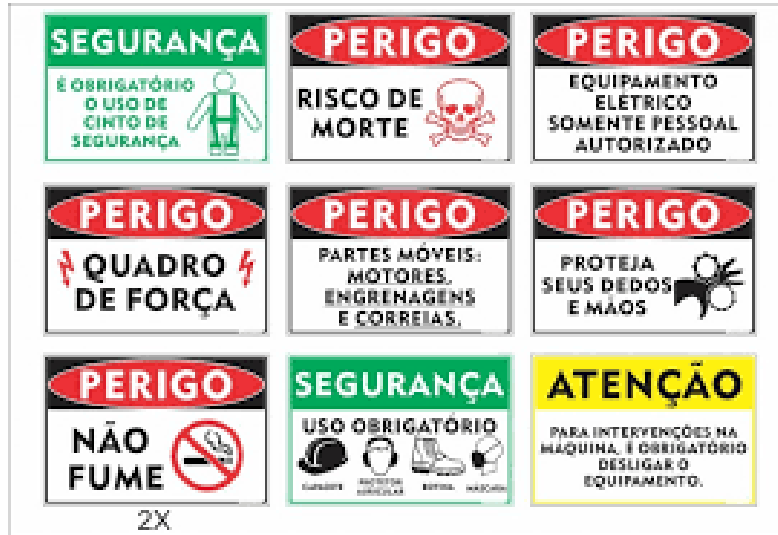 SEGURANÇA
É OBRIGATÓRIO
O USO DE
CINTO DE
SEGURANÇA
PERIGO
RISCO DE
MORTE
PERIGO
EQUIPAMENTO
ELÉTRICO
SOMENTE PESSOAL
AUTORIZADO
PERIGO
QUADRO
DE FORÇA
PERIGO
PARTES MÓVEIS:
MOTORES,
ENGRENAGENS
E CORREIAS.
PERIGO
PROTEJA
SEUS DEDOS
E MÃOS
PERIGO
NÃO
FUME
2X
SEGURANÇA
USO OBRIGATÓRIO
CAPACETE
PROTETOR
AURICULAR
BOTINA
MÁSCARA
ATENÇÃO
PARA INTERVENÇÕES NA
MÁQUINA, É OBRIGATÓRIO
DESLIGAR O
EQUIPAMENTO.